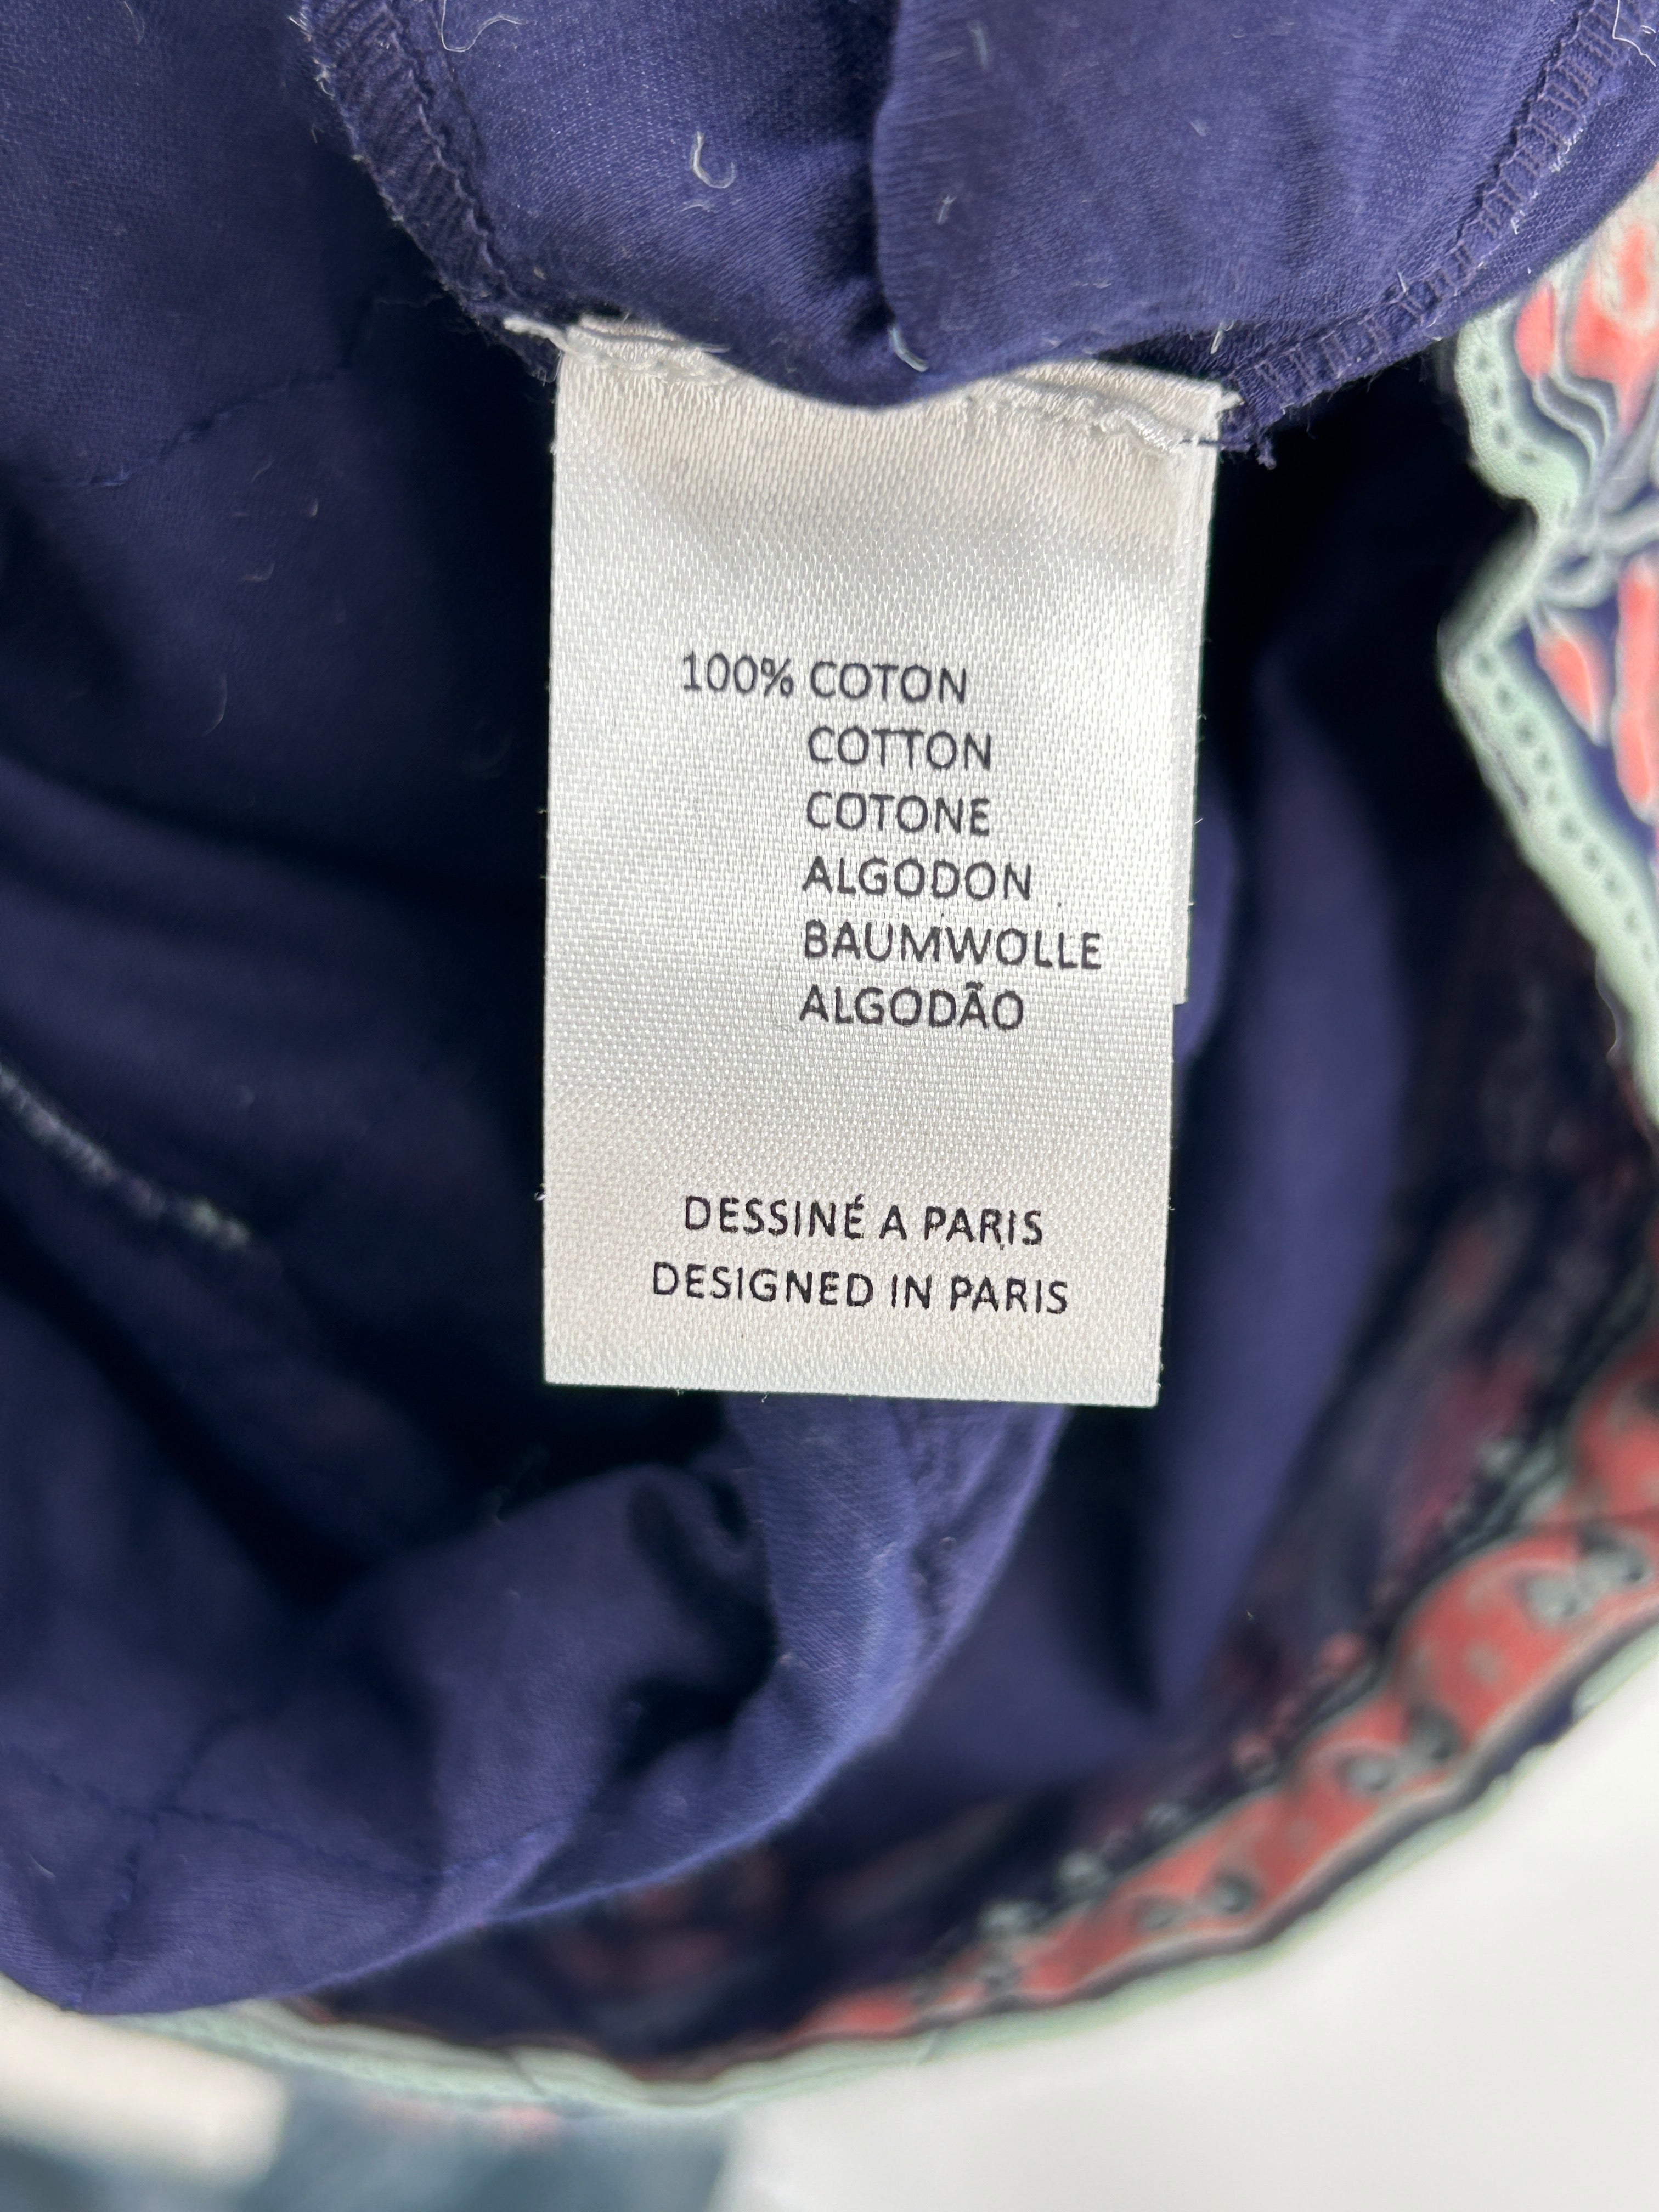 100% COTON
COTTON
COTONE
ALGODON
BAUMWOLLE
ALGODÃO
DESSINÉ A PARIS
DESIGNED IN PARIS